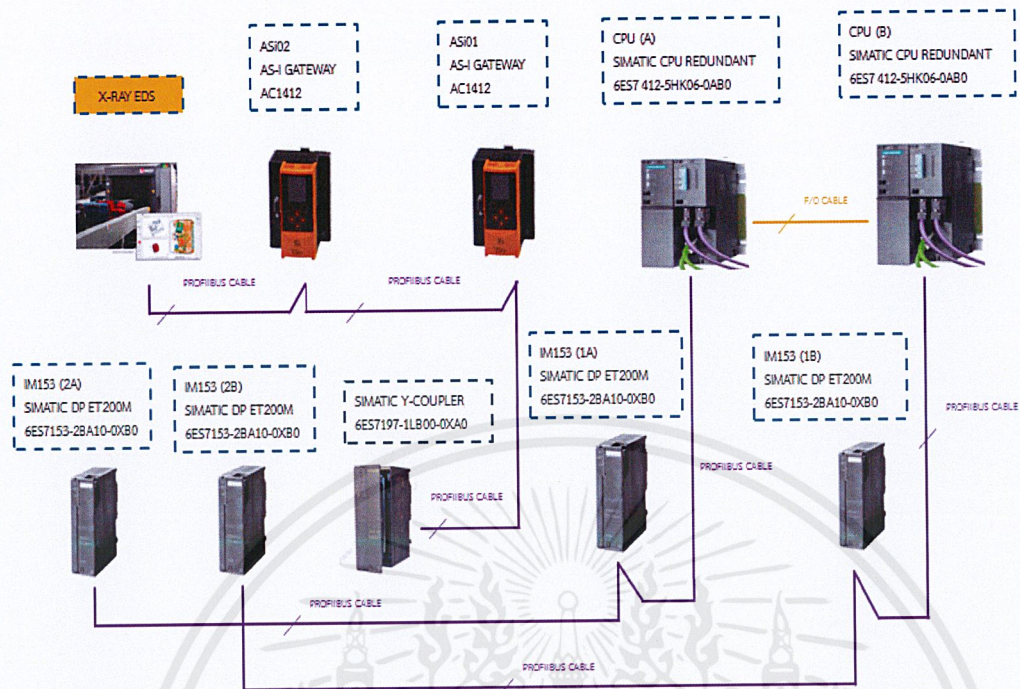 X-RAY EDS
ASi02
AS-I GATEWAY
AC1412
ASi01
AS-I GATEWAY
AC1412
CPU (A)
SIMATIC CPU REDUNDANT
6ES7 412-5HK06-0AB0
CPU (B)
SIMATIC CPU REDUNDANT
6ES7 412-5HK06-0AB0
F/O CABLE
PROFIIBUS CABLE
PROFIIBUS CABLE
IM153 (2A)
SIMATIC DP ET200M
6ES7153-2BA10-0XB0
IM153 (2B)
SIMATIC DP ET200M
6ES7153-2BA10-0XB0
SIMATIC Y-COUPLER
6ES7197-1LB00-0XA0
IM153 (1A)
SIMATIC DP ET200M
6ES7153-2BA10-0XB0
IM153 (1B)
SIMATIC DP ET200M
6ES7153-2BA10-0XB0
PROFIIBUS CABLE
PROFIIBUS CABLE
PROFIIBUS CABLE
PROFIIBUS CABLE
PROFIIBUS CABLE